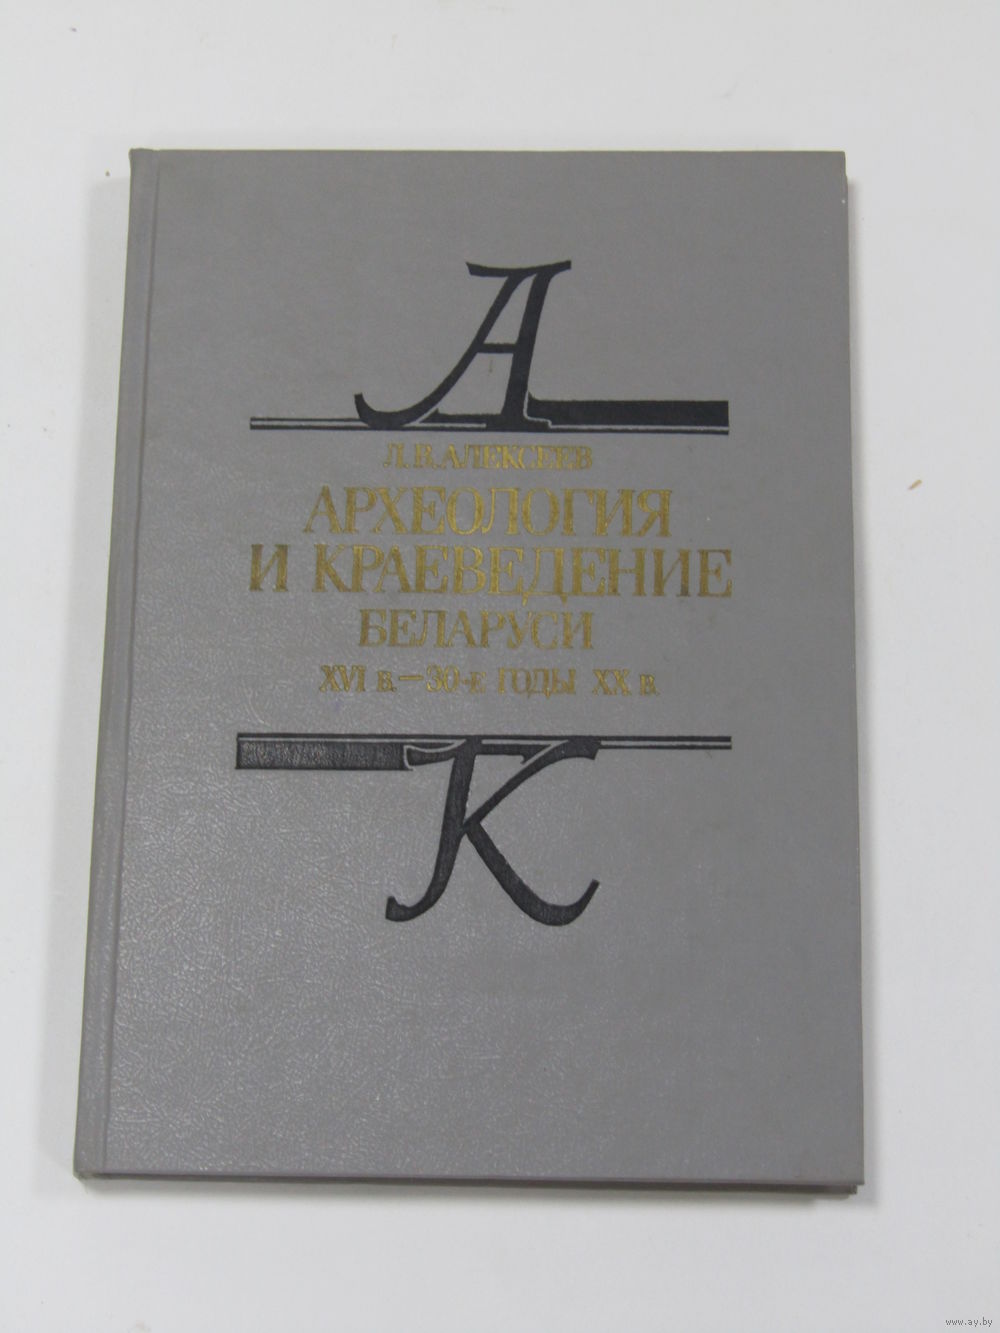 А
Л.В.АЛЕКСЕЕВ
АРХЕОЛОГИЯ
И КРАЕВЕДЕНИЕ
БЕЛАРУСИ
XVI В.—30-Е ГОДЫ XX В.
К
www.ay.by